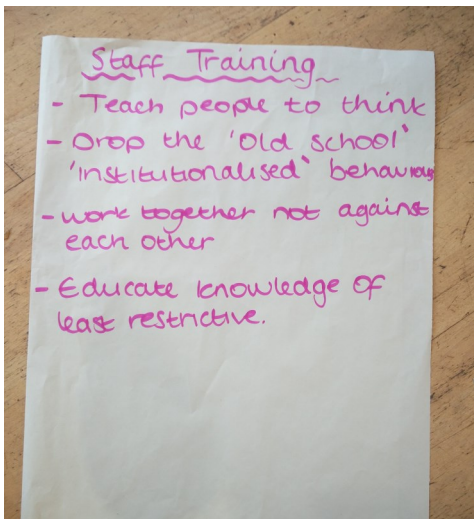 Staff Training
- Teach people to think
- Drop the 'Old school'
'institutionalised' behaviours
- work together not against
each other
- Educate knowledge of
least restrictive.